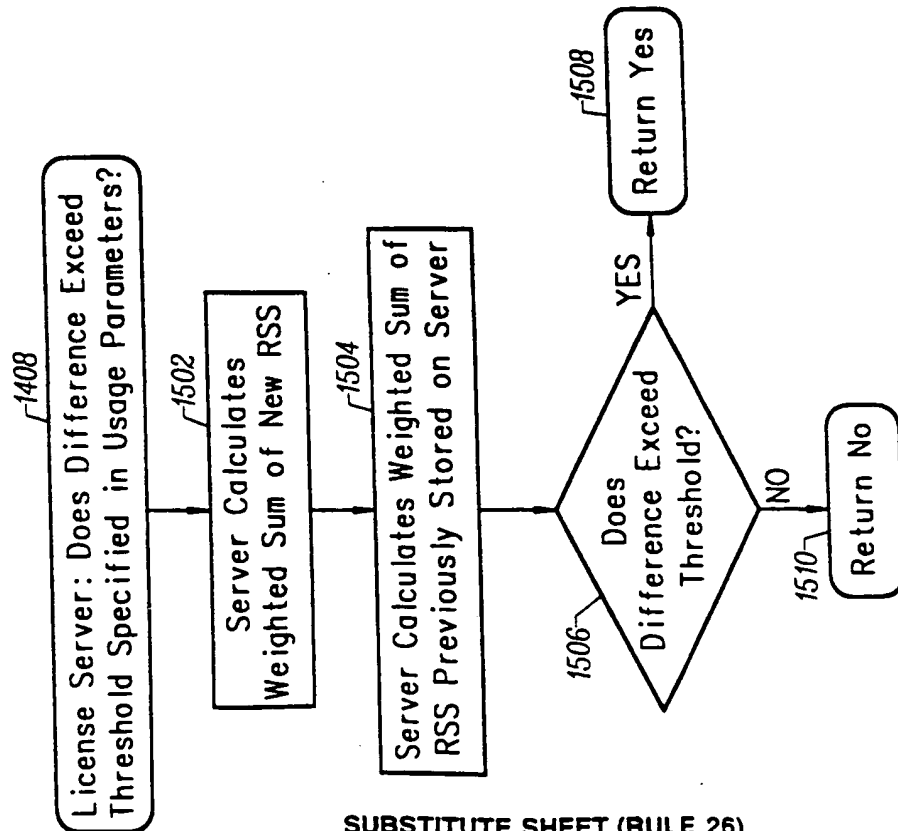 1408
License Server: Does Difference Exceed
Threshold Specified in Usage Parameters?
1502
Server Calculates
Weighted Sum of New RSS
1504
Server Calculates Weighted Sum of
RSS Previously Stored on Server
1506
Does
Difference Exceed
Threshold?
YES
1508
Return Yes
NO
1510
Return No
SUBSTITUTE SHEET (RULE 26)